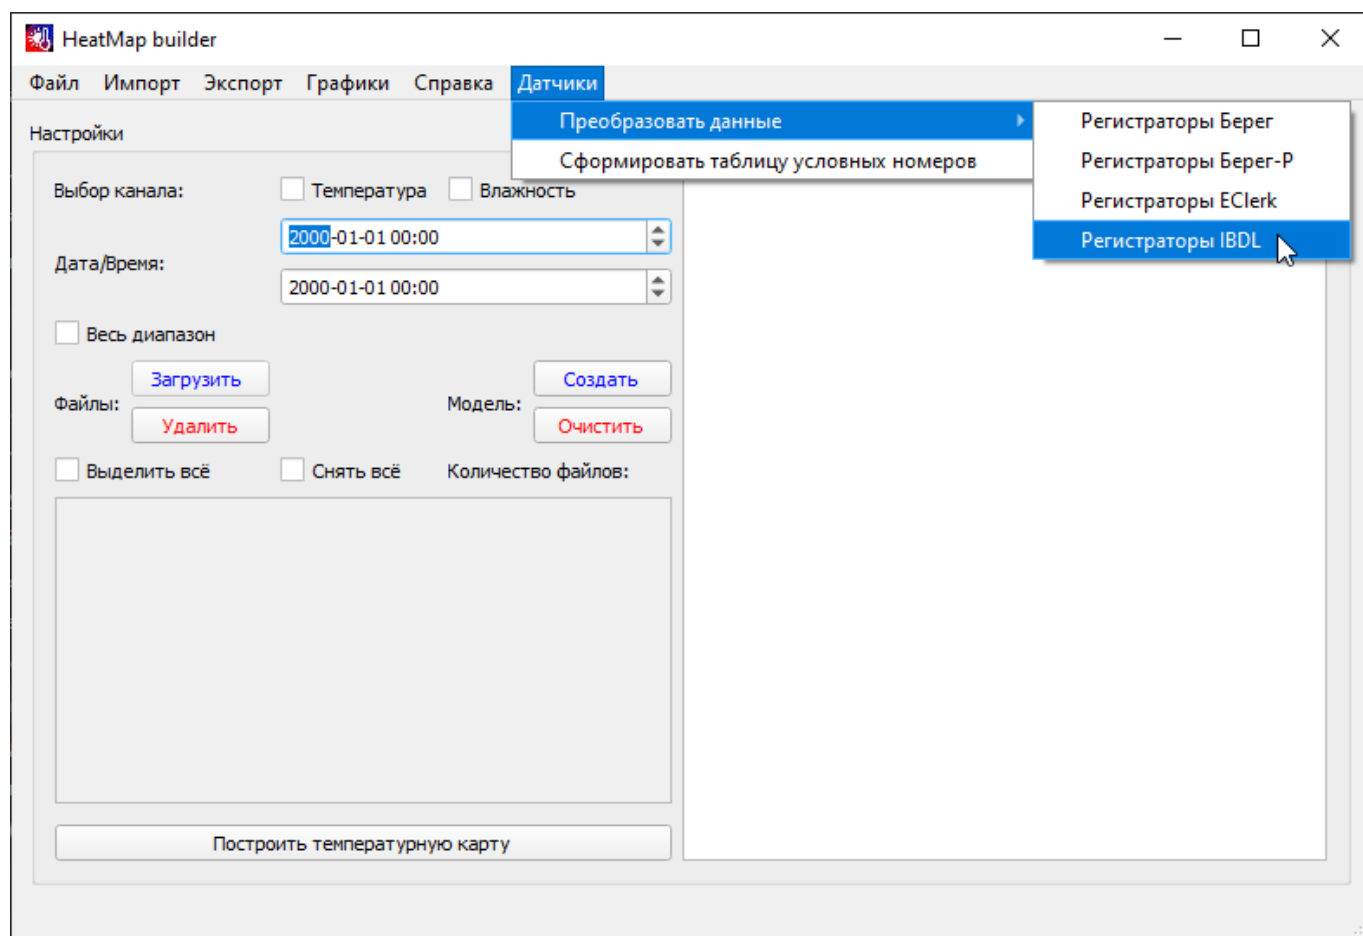 HeatMap builder
Файл Импорт Экспорт Графики Справка Датчики
Преобразовать данные
Сформировать таблицу условных номеров
Регистраторы Берег
Регистраторы Берег-Р
Регистраторы EClerk
Регистраторы IBDL
Настройки
Выбор канала: Температура Влажность
Дата/Время:
2000-01-01 00:00
2000-01-01 00:00
Весь диапазон
Файлы:
Загрузить
Удалить
Модель:
Создать
Очистить
Выделить всё Снять всё Количество файлов:
Построить температурную карту